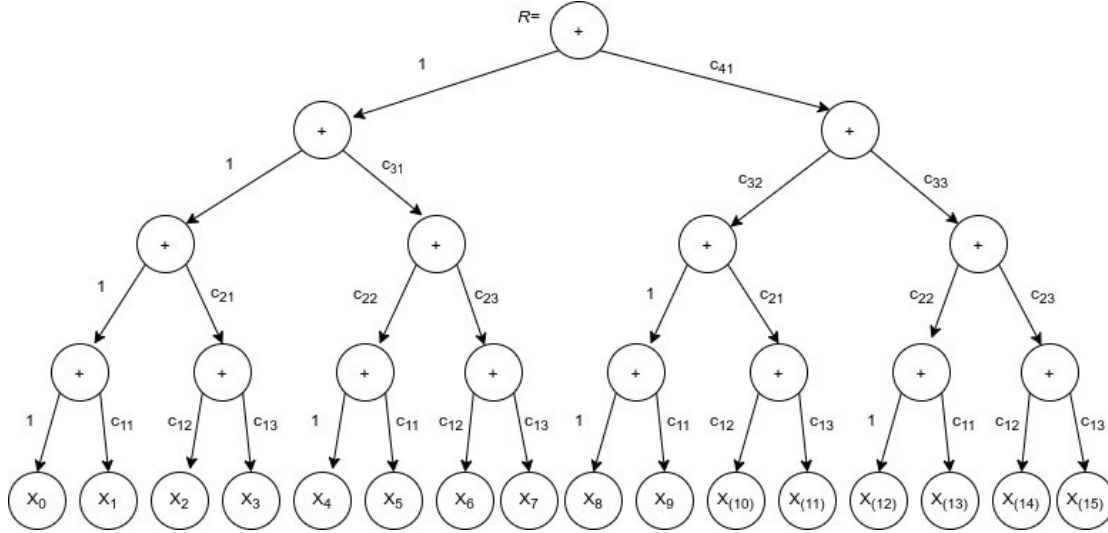 R= +
1 c41
+ +
1 c31 c32 c33
+ + + +
1 c21 c22 c23 1 c21 c22 c23
+ + + + + + + +
1 c11 c12 c13 1 c11 c12 c13 1 c11 c12 c13 1 c11 c12 c13
X0 X1 X2 X3 X4 X5 X6 X7 X8 X9 X(10) X(11) X(12) X(13) X(14) X(15)